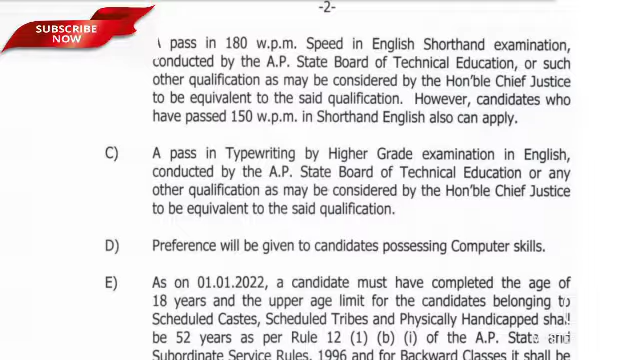 -2-
SUBSCRIBE
NOW
A pass in 180 w.p.m. Speed in English Shorthand examination,
conducted by the A.P. State Board of Technical Education, or such
other qualification as may be considered by the Hon'ble Chief Justice
to be equivalent to the said qualification. However, candidates who
have passed 150 w.p.m. in Shorthand English also can apply.
C) A pass in Typewriting by Higher Grade examination in English,
conducted by the A.P. State Board of Technical Education or any
other qualification as may be considered by the Hon'ble Chief Justice
to be equivalent to the said qualification.
D) Preference will be given to candidates possessing Computer skills.
E) As on 01.01.2022, a candidate must have completed the age of
18 years and the upper age limit for the candidates belonging to
Scheduled Castes, Scheduled Tribes and Physically Handicapped shall
be 52 years as per Rule 12 (1) (b) (i) of the A.P. State and
Subordinate Service Rules, 1996 and for Backward Classes it shall be